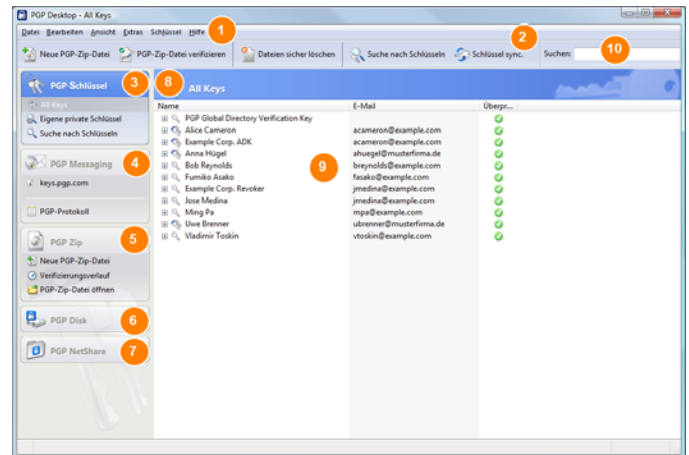 PGP Desktop - All Keys
Datei Bearbeiten Ansicht Extras Schlüssel Hilfe
1
2
Neue PGP-Zip-Datei PGP-Zip-Datei verifizieren Dateien sicher löschen Suche nach Schlüsseln Schlüssel sync. Suchen:
10
PGP-Schlüssel
3
All Keys
Eigene private Schlüssel
Suche nach Schlüsseln
PGP Messaging
4
keys.pgp.com
PGP-Protokoll
PGP Zip
5
Neue PGP-Zip-Datei
Verifizierungsverlauf
PGP-Zip-Datei öffnen
PGP Disk
6
PGP NetShare
7
8
All Keys
Name E-Mail Überpr...
PGP Global Directory Verification Key
Alice Cameron acameron@example.com
Example Corp. ADK acameron@example.com
Anna Hügel ahuegel@musterfirma.de
Bob Reynolds breynolds@example.com
9
Fumiko Asako fasako@example.com
Example Corp. Revoker jmedina@example.com
Jose Medina jmedina@example.com
Ming Pa mpa@example.com
Uwe Brenner ubrenner@musterfirma.de
Vladimir Toskin vtoskin@example.com